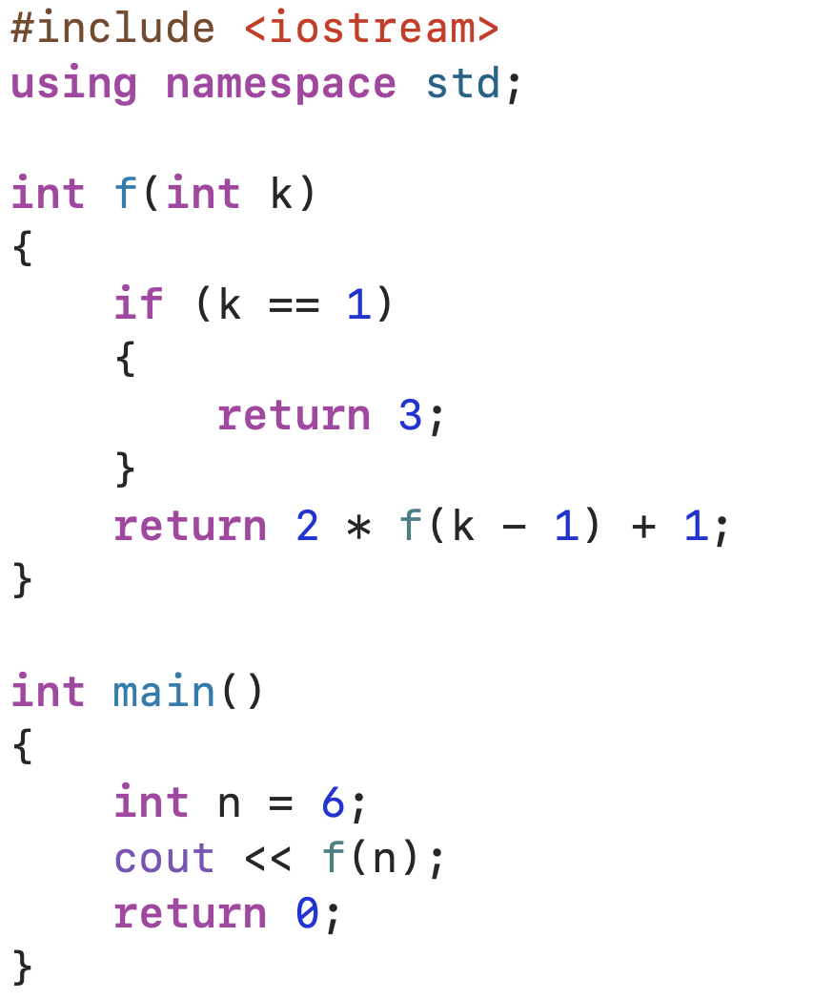 #include <iostream>
using namespace std;

int f(int k)
{
    if (k == 1)
    {
        return 3;
    }
    return 2 * f(k - 1) + 1;
}

int main()
{
    int n = 6;
    cout << f(n);
    return 0;
}